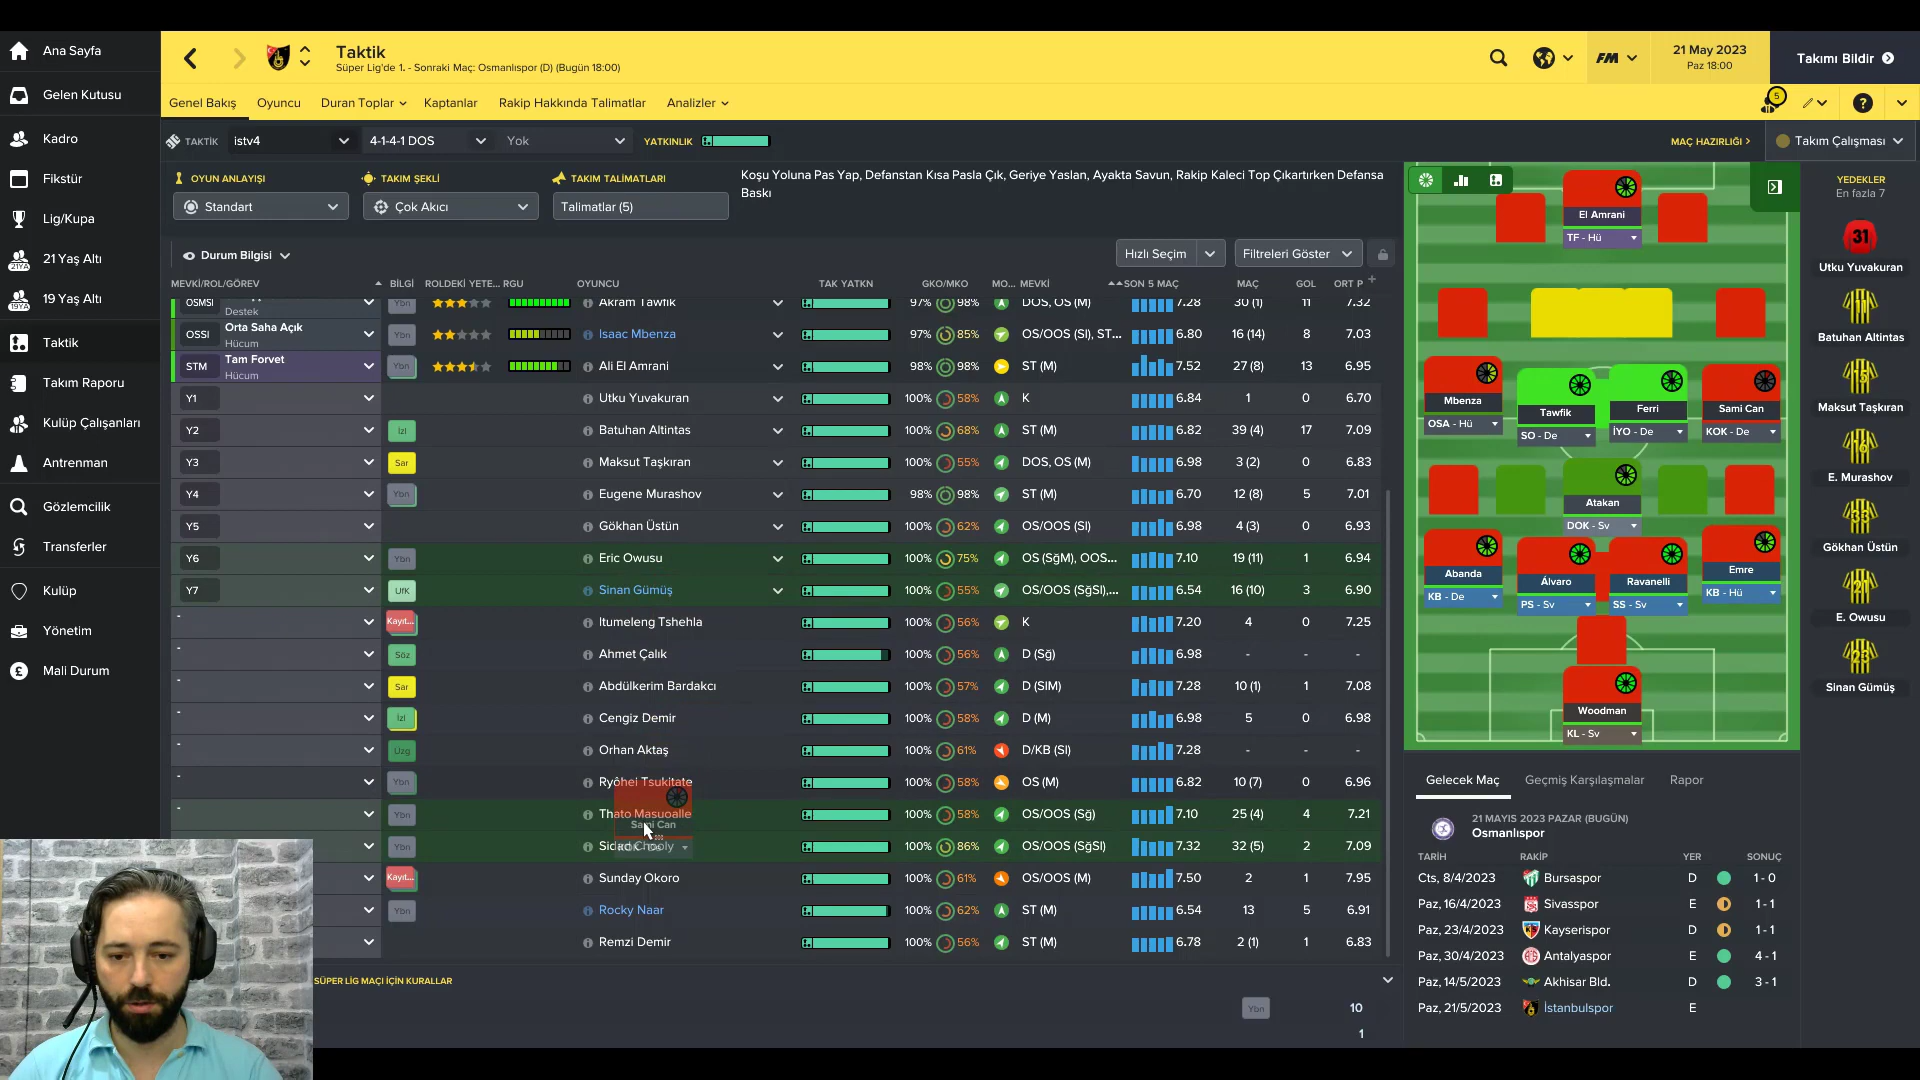 Ana Sayfa
Gelen Kutusu
Kadro
Fikstür
Lig/Kupa
21 Yaş Altı
19 Yaş Altı
Taktik
Takım Raporu
Kulüp Çalışanları
Antrenman
Gözlemcilik
Transferler
Kulüp
Yönetim
Mali Durum
Taktik
Süper Lig'de 1. - Sonraki Maç: Osmanlıspor (D) (Bugün 18:00)
FM
21 May 2023
Paz 18:00
Takımı Bildir
Genel Bakış Oyuncu Duran Toplar Kaptanlar Rakip Hakkında Talimatlar Analizler
5
TAKTİK istv4 4-1-4-1 DOS Yok YATKINLIK
MAÇ HAZIRLIĞI > Takım Çalışması
OYUN ANLAYIŞI TAKIM ŞEKLİ TAKIM TALİMATLARI
Standart Çok Akıcı Talimatlar (5)
Koşu Yoluna Pas Yap, Defanstan Kısa Pasla Çık, Geriye Yaslan, Ayakta Savun, Rakip Kaleci Top Çıkartırken Defansa
Baskı
Durum Bilgisi Hızlı Seçim Filtreleri Göster
MEVKİ/ROL/GÖREV BİLGİ ROLDEKİ YETE... RGU OYUNCU TAK YATKN GKO/MKO MO... MEVKİ SON 5 MAÇ MAÇ GOL ORT P
OSMSI Destek Ybn Akram Tawfik 97% 98% DOS, OS (M) 7.28 30 (1) 11 7.32
OSSI Orta Saha Açık Hücum Ybn Isaac Mbenza 97% 85% OS/OOS (Sl), ST... 6.80 16 (14) 8 7.03
STM Tam Forvet Hücum Ybn Ali El Amrani 98% 98% ST (M) 7.52 27 (8) 13 6.95
Y1 Utku Yuvakuran 100% 58% K 6.84 1 0 6.70
Y2 İzl Batuhan Altintas 100% 68% ST (M) 6.82 39 (4) 17 7.09
Y3 Sar Maksut Taşkıran 100% 55% DOS, OS (M) 6.98 3 (2) 0 6.83
Y4 Ybn Eugene Murashov 98% 98% ST (M) 6.70 12 (8) 5 7.01
Y5 Gökhan Üstün 100% 62% OS/OOS (Sl) 6.98 4 (3) 0 6.93
Y6 Ybn Eric Owusu 100% 75% OS (SğM), OOS... 7.10 19 (11) 1 6.94
Y7 UfK Sinan Gümüş 100% 55% OS/OOS (SğSl),... 6.54 16 (10) 3 6.90
- Kayıt... Itumeleng Tshehla 100% 56% K 7.20 4 0 7.25
- Söz Ahmet Çalık 100% 56% D (Sğ) 6.98 - - -
- Sar Abdülkerim Bardakcı 100% 57% D (SlM) 7.28 10 (1) 1 7.08
- İzl Cengiz Demir 100% 58% D (M) 6.98 5 0 6.98
- Uzg Orhan Aktaş 100% 61% D/KB (Sl) 7.28 - - -
- Ybn Ryôhei Tsukitate 100% 58% OS (M) 6.82 10 (7) 0 6.96
- Ybn Thato Masuoalle 100% 58% OS/OOS (Sğ) 7.10 25 (4) 4 7.21
Sami Can
Ybn 100% 86% OS/OOS (SğSl) 7.32 32 (5) 2 7.09
Kayıt... Sunday Okoro 100% 61% OS/OOS (M) 7.50 2 1 7.95
Ybn Rocky Naar 100% 62% ST (M) 6.54 13 5 6.91
Remzi Demir 100% 56% ST (M) 6.78 2 (1) 1 6.83
SÜPER LİG MAÇI İÇİN KURALLAR
Ybn 10
1
El Amrani
TF - Hü
Mbenza Tawfik Ferri Sami Can
OSA - Hü SO - De İYO - De KOK - De
Atakan
DOK - Sv
Abanda Álvaro Ravanelli Emre
KB - De PS - Sv SS - Sv KB - Hü
Woodman
KL - Sv
YEDEKLER
En fazla 7
31
Utku Yuvakuran
Batuhan Altintas
Maksut Taşkıran
E. Murashov
Gökhan Üstün
E. Owusu
Sinan Gümüş
Gelecek Maç Geçmiş Karşılaşmalar Rapor
21 MAYIS 2023 PAZAR (BUGÜN)
Osmanlıspor
TARİH RAKİP YER SONUÇ
Cts, 8/4/2023 Bursaspor D 1 - 0
Paz, 16/4/2023 Sivasspor E 1 - 1
Paz, 23/4/2023 Kayserispor D 1 - 1
Paz, 30/4/2023 Antalyaspor E 4 - 1
Paz, 14/5/2023 Akhisar Bld. D 3 - 1
Paz, 21/5/2023 İstanbulspor E